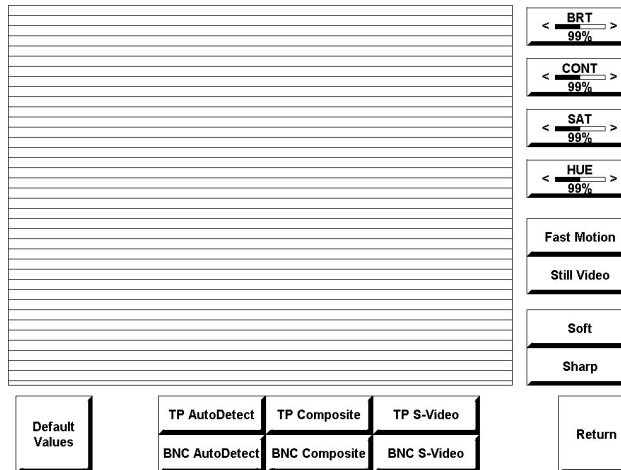 BRT
< >
99%
CONT
< >
99%
SAT
< >
99%
HUE
< >
99%
Fast Motion
Still Video
Soft
Sharp
Default
Values
TP AutoDetect TP Composite TP S-Video
BNC AutoDetect BNC Composite BNC S-Video
Return